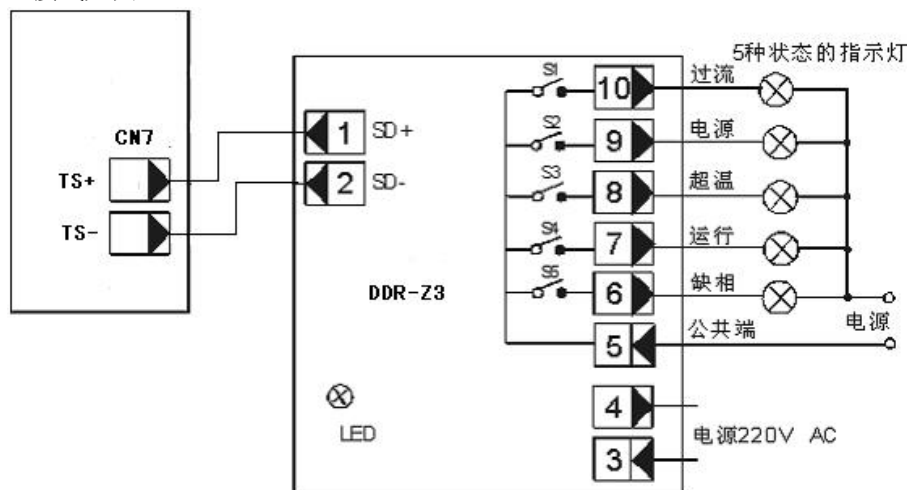 5种状态的指示灯
CN7
TS+
TS-
1 SD+
2 SD-
DDR-Z3
LED
S1 10 过流
S2 9 电源
S3 8 超温
S4 7 运行
S5 6 缺相
电源
5 公共端
4
电源220V AC
3